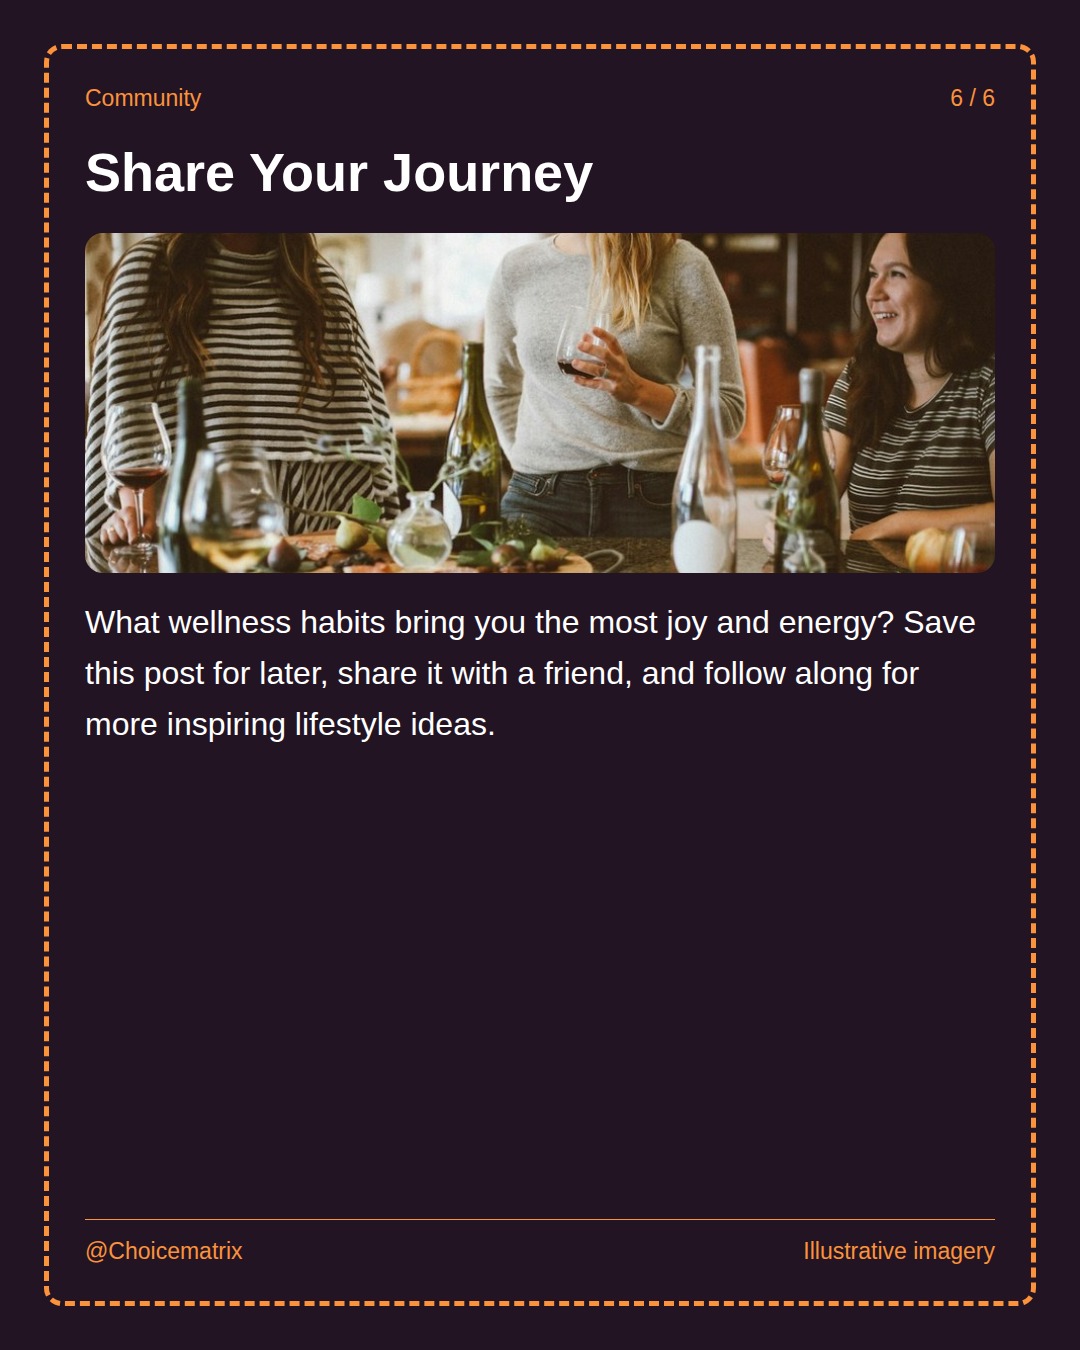 Community
6 / 6
Share Your Journey
What wellness habits bring you the most joy and energy? Save
this post for later, share it with a friend, and follow along for
more inspiring lifestyle ideas.
@Choicematrix
Illustrative imagery